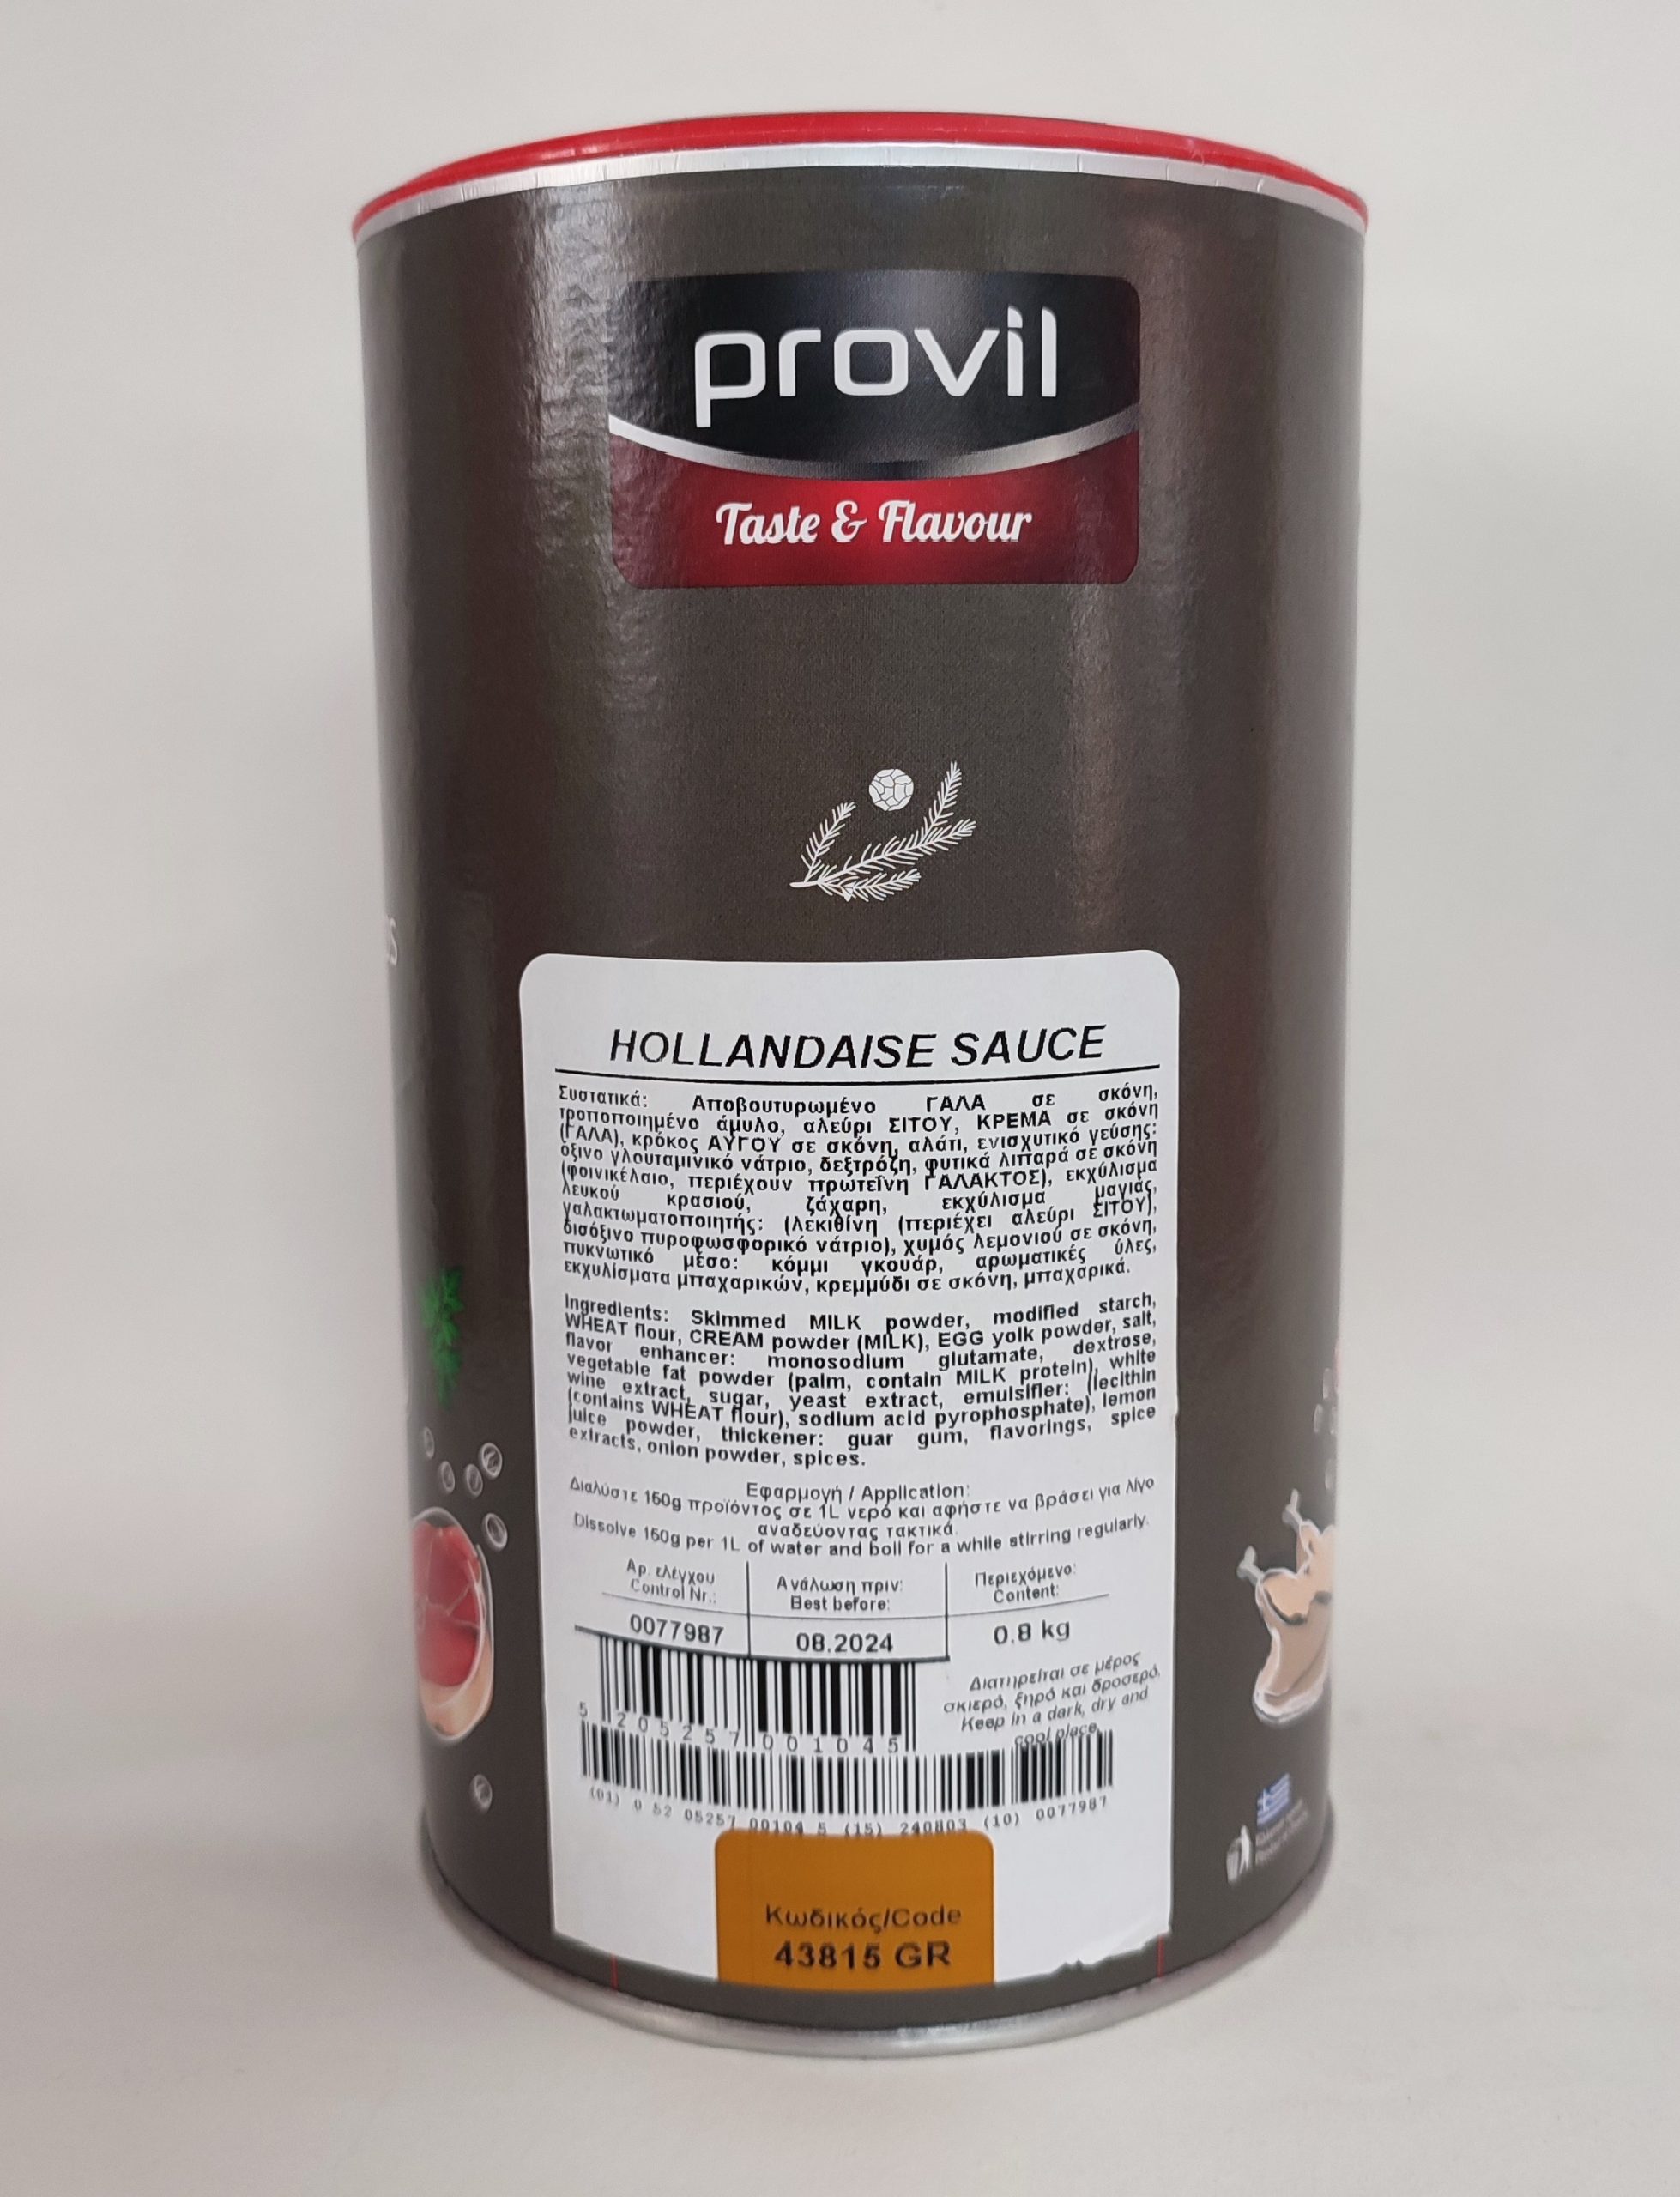 provil
Taste & Flavour
HOLLANDAISE SAUCE
Συστατικά: Αποβουτυρωμένο ΓΑΛΑ σε σκόνη,
τροποποιημένο άμυλο, αλεύρι ΣΙΤΟΥ, ΚΡΕΜΑ σε σκόνη
(ΓΑΛΑ), κρόκος ΑΥΓΟΥ σε σκόνη, αλάτι, ενισχυτικό γεύσης:
όξινο γλουταμινικό νάτριο, δεξτρόζη, φυτικά λιπαρά σε σκόνη
(φοινικέλαιο, περιέχουν πρωτεΐνη ΓΑΛΑΚΤΟΣ), εκχύλισμα
λευκού κρασιού, ζάχαρη, εκχύλισμα μαγιάς,
γαλακτωματοποιητής: (λεκιθίνη (περιέχει αλεύρι ΣΙΤΟΥ),
δισόξινο πυροφωσφορικό νάτριο), χυμός λεμονιού σε σκόνη,
πυκνωτικό μέσο: κόμμι γκουάρ, αρωματικές ύλες,
εκχυλίσματα μπαχαρικών, κρεμμύδι σε σκόνη, μπαχαρικά.
Ingredients: Skimmed MILK powder, modified starch,
WHEAT flour, CREAM powder (MILK), EGG yolk powder, salt,
flavor enhancer: monosodium glutamate, dextrose,
vegetable fat powder (palm, contain MILK protein), white
wine extract, sugar, yeast extract, emulsifier: (lecithin
(contains WHEAT flour), sodium acid pyrophosphate), lemon
juice powder, thickener: guar gum, flavorings, spice
extracts, onion powder, spices.
Εφαρμογή / Application:
Διαλύστε 160g προϊόντος σε 1L νερό και αφήστε να βράσει για λίγο
αναδεύοντας τακτικά.
Dissolve 160g per 1L of water and boil for a while stirring regularly.
Αρ. ελέγχου Ανάλωση πριν: Περιεχόμενο:
Control Nr.: Best before: Content:
0077987 08.2024 0.8 kg
Διατηρείται σε μέρος
σκιερό, ξηρό και δροσερό.
Keep in a dark, dry and
cool place.
5 205257 001045
(01) 0 52 05257 00104 5 (15) 240803 (10) 0077987
Κωδικός/Code
43815 GR